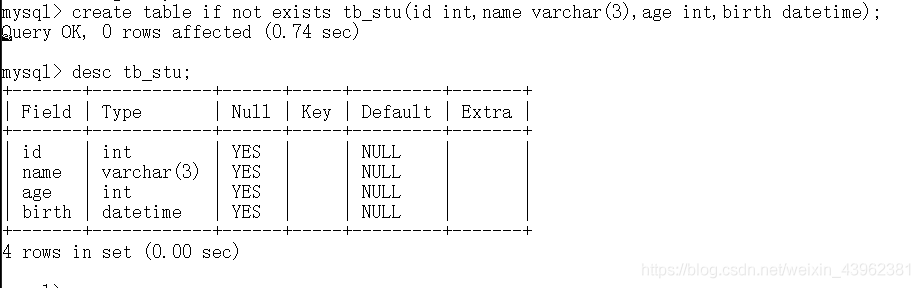 mysql> create table if not exists tb_stu(id int,name varchar(3),age int,birth datetime);
Query OK, 0 rows affected (0.74 sec)
mysql> desc tb_stu;
+-------+------------+------+-----+---------+-------+
| Field | Type       | Null | Key | Default | Extra |
+-------+------------+------+-----+---------+-------+
| id    | int        | YES  |     | NULL    |       |
| name  | varchar(3) | YES  |     | NULL    |       |
| age   | int        | YES  |     | NULL    |       |
| birth | datetime   | YES  |     | NULL    |       |
+-------+------------+------+-----+---------+-------+
4 rows in set (0.00 sec)
https://blog.csdn.net/weixin_43962381